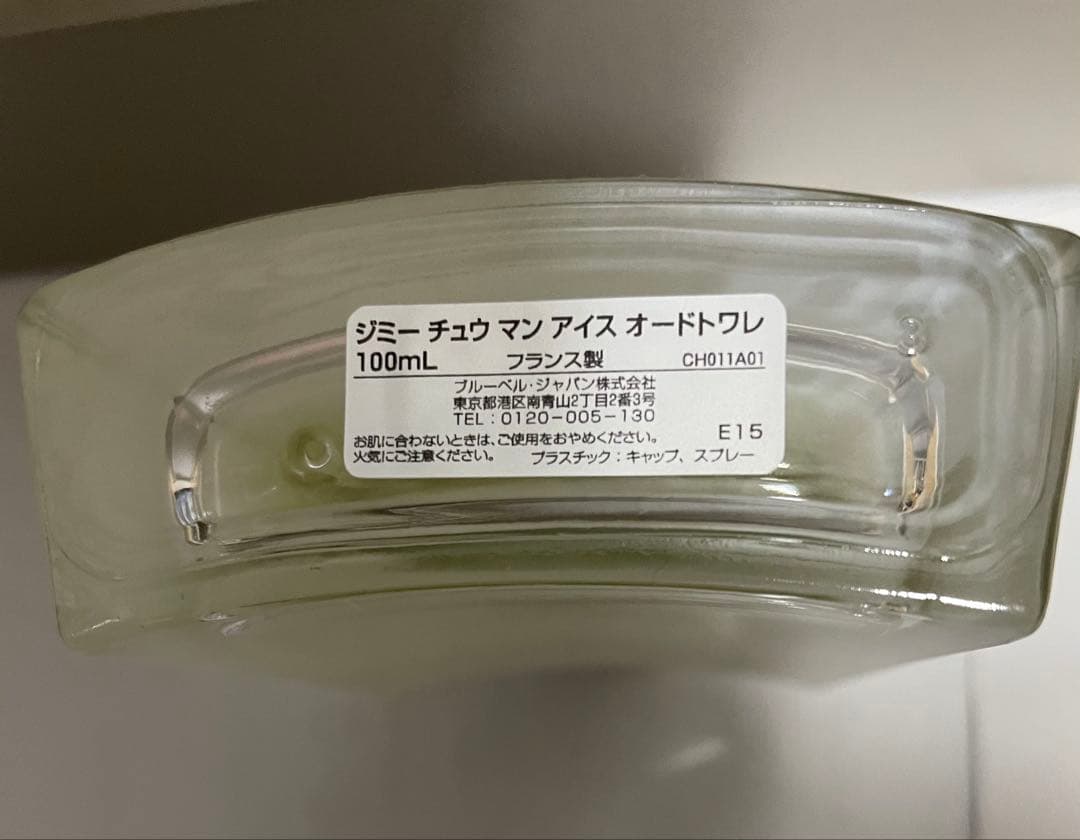 ジミー チュウ マン アイス オードトワレ
100mL フランス製 CH011A01
ブルーベル・ジャパン株式会社
東京都港区南青山2丁目2番3号
TEL：0120-005-130
お肌に合わないときは、ご使用をおやめください。 E15
火気にご注意ください。 プラスチック：キャップ、スプレー